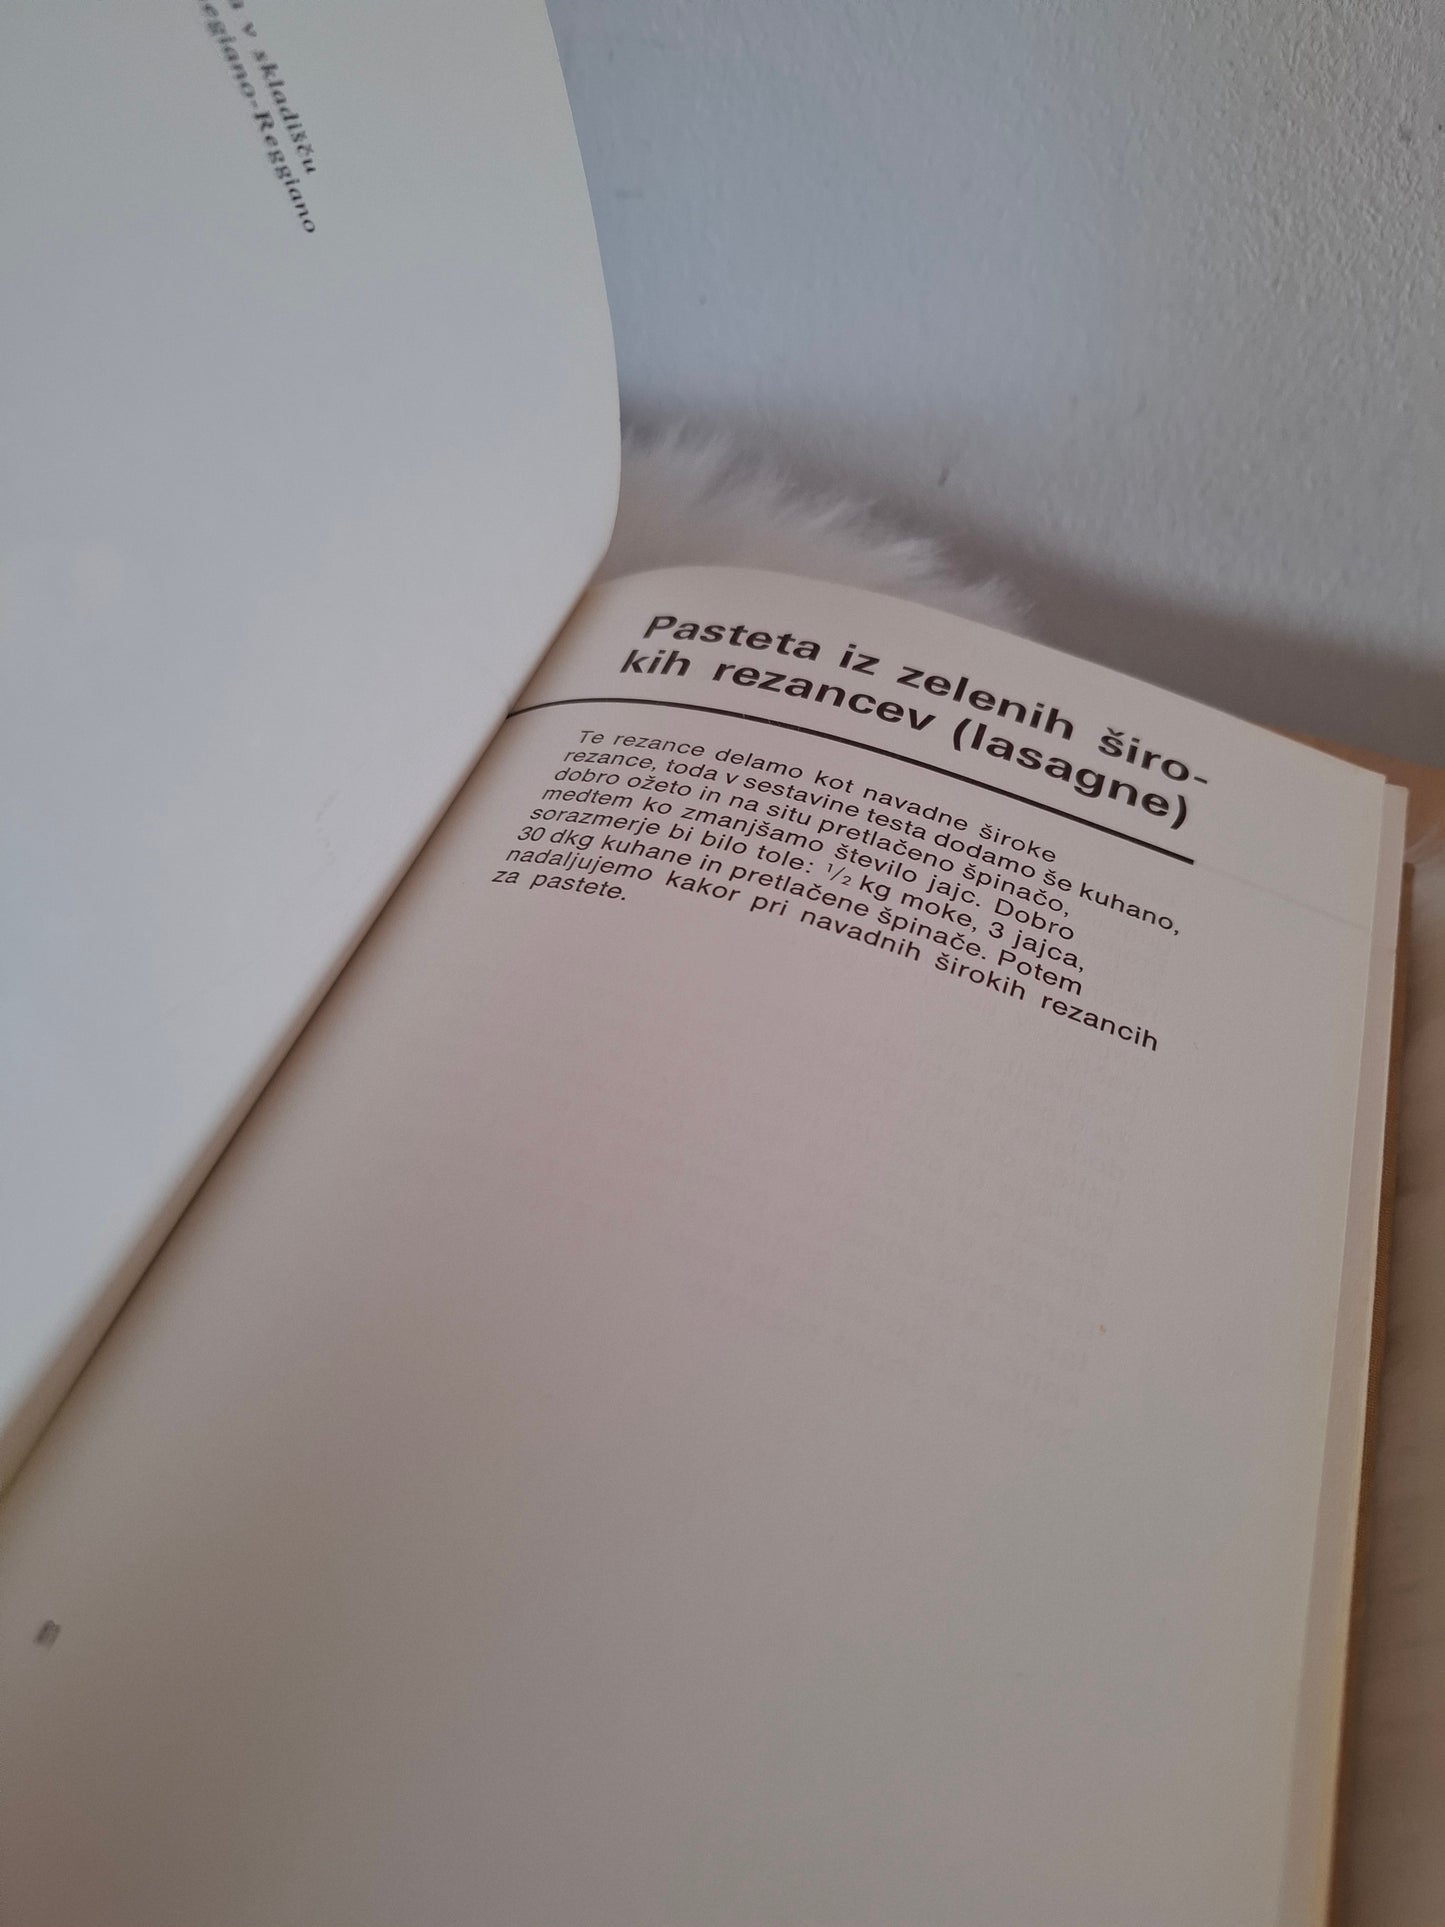 v skladišču
Reggiano
Pasteta iz zelenih širo-
kih rezancev (lasagne)
Te rezance delamo kot navadne široke
rezance, toda v sestavine testa dodamo še kuhano,
dobro ožeto in na situ pretlačeno špinačo,
medtem ko zmanjšamo število jajc. Dobro
sorazmerje bi bilo tole: ½ kg moke, 3 jajca,
30 dkg kuhane in pretlačene špinače. Potem
nadaljujemo kakor pri navadnih širokih rezancih
za pastete.